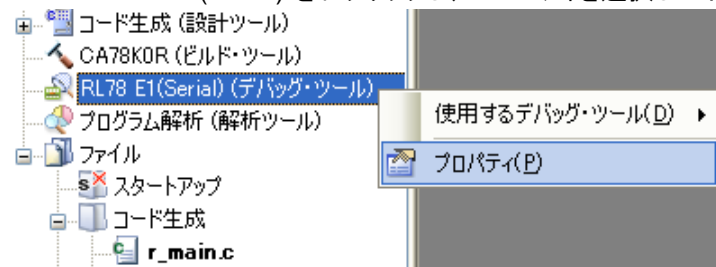 コード生成 (設計ツール)
CA78K0R (ビルド・ツール)
RL78 E1(Serial) (デバッグ・ツール)
使用するデバッグ・ツール(D)
プログラム解析 (解析ツール)
プロパティ(P)
ファイル
スタートアップ
コード生成
r_main.c